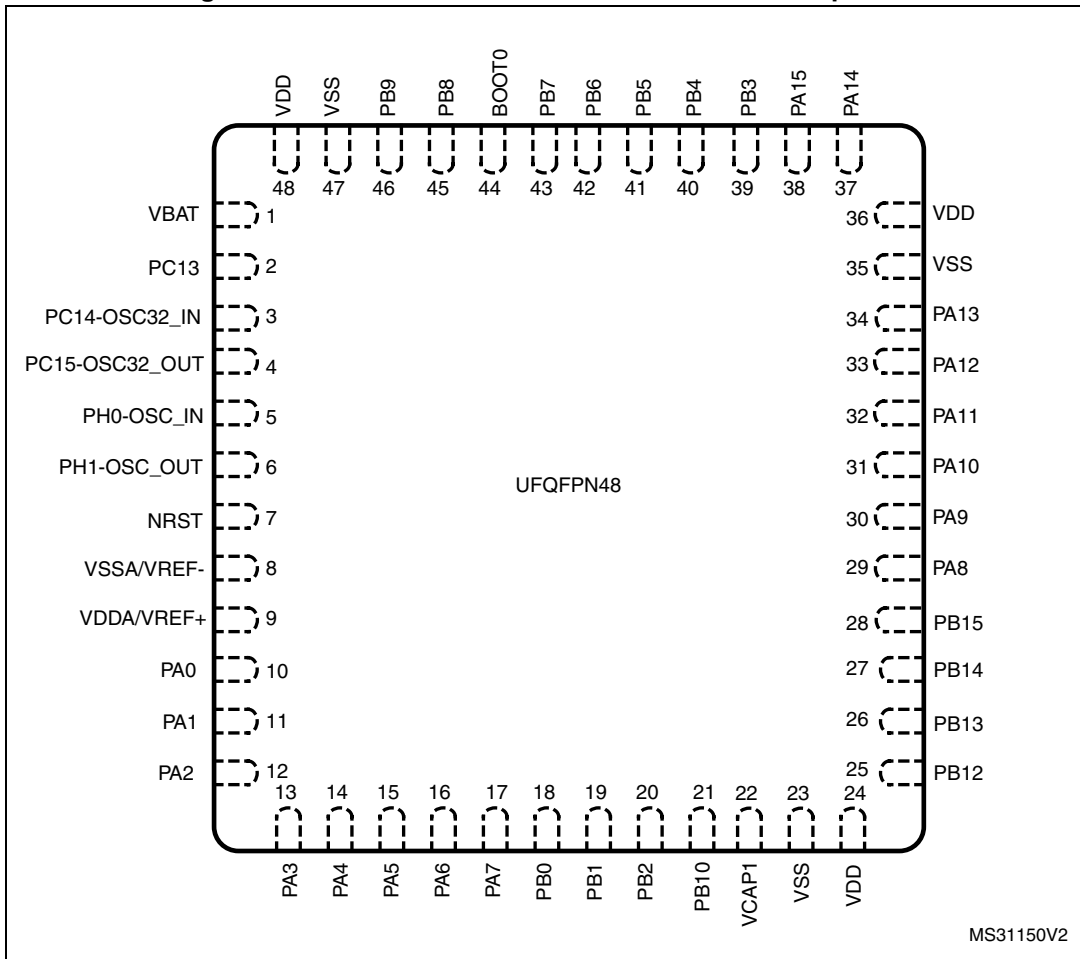 VDD VSS PB9 PB8 BOOT0 PB7 PB6 PB5 PB4 PB3 PA15 PA14
48 47 46 45 44 43 42 41 40 39 38 37
VBAT 1 36 VDD
PC13 2 35 VSS
PC14-OSC32_IN 3 34 PA13
PC15-OSC32_OUT 4 33 PA12
PH0-OSC_IN 5 32 PA11
PH1-OSC_OUT 6 31 PA10
UFQFPN48
NRST 7 30 PA9
VSSA/VREF- 8 29 PA8
VDDA/VREF+ 9 28 PB15
PA0 10 27 PB14
PA1 11 26 PB13
PA2 12 25 PB12
13 14 15 16 17 18 19 20 21 22 23 24
PA3 PA4 PA5 PA6 PA7 PB0 PB1 PB2 PB10 VCAP1 VSS VDD
MS31150V2